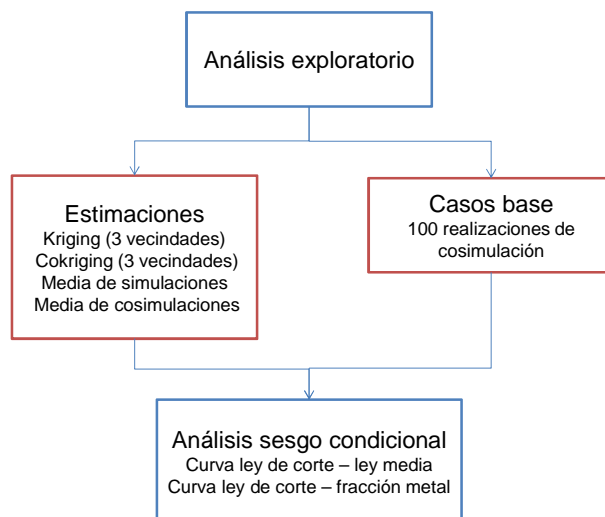 Análisis exploratorio
Estimaciones
Kriging (3 vecindades)
Cokriging (3 vecindades)
Media de simulaciones
Media de cosimulaciones
Casos base
100 realizaciones de
cosimulación
Análisis sesgo condicional
Curva ley de corte – ley media
Curva ley de corte – fracción metal